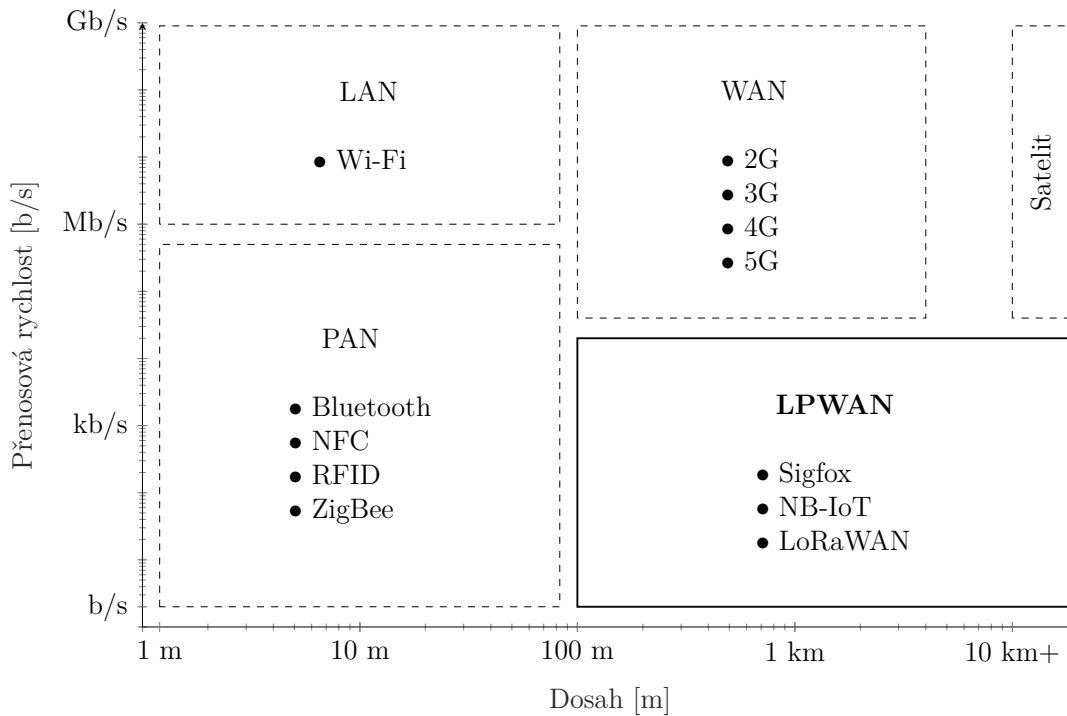 Gb/s
Mb/s
kb/s
b/s
Přenosová rychlost [b/s]
LAN
• Wi-Fi
PAN
• Bluetooth
• NFC
• RFID
• ZigBee
WAN
• 2G
• 3G
• 4G
• 5G
Satelit
LPWAN
• Sigfox
• NB-IoT
• LoRaWAN
1 m
10 m
100 m
1 km
10 km+
Dosah [m]